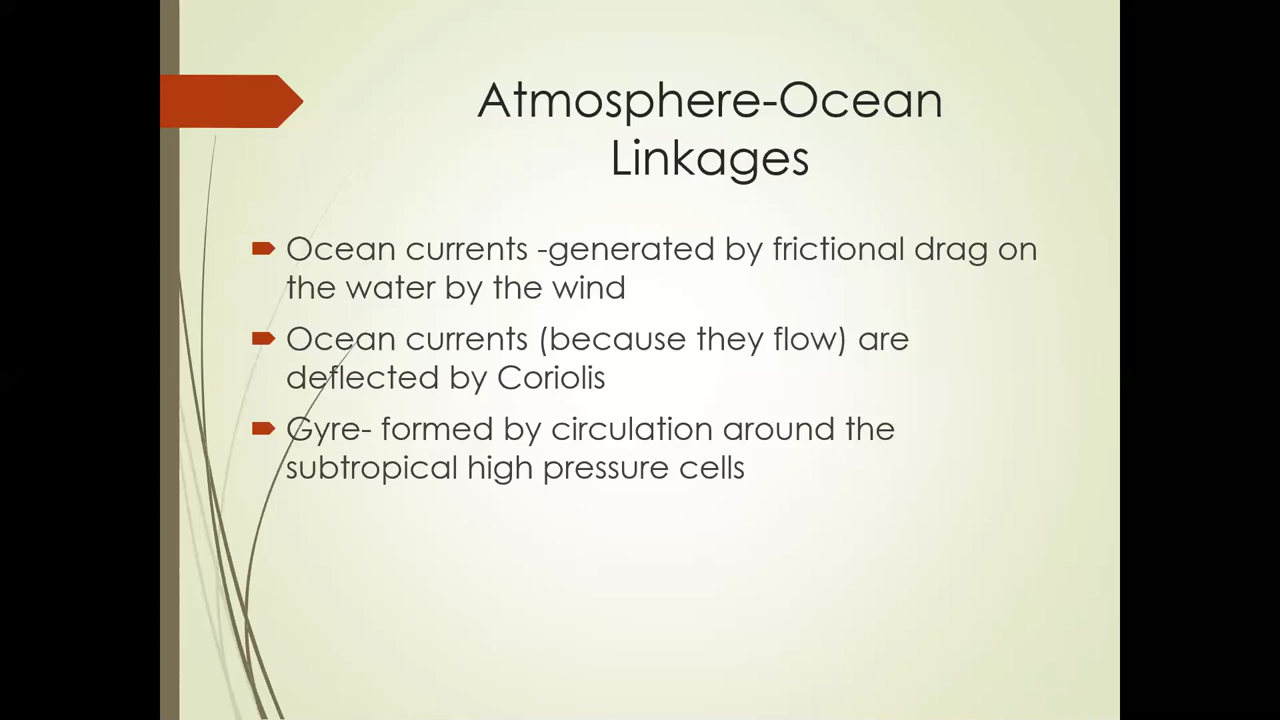 Atmosphere-Ocean
Linkages
Ocean currents -generated by frictional drag on
the water by the wind
Ocean currents (because they flow) are
deflected by Coriolis
Gyre- formed by circulation around the
subtropical high pressure cells